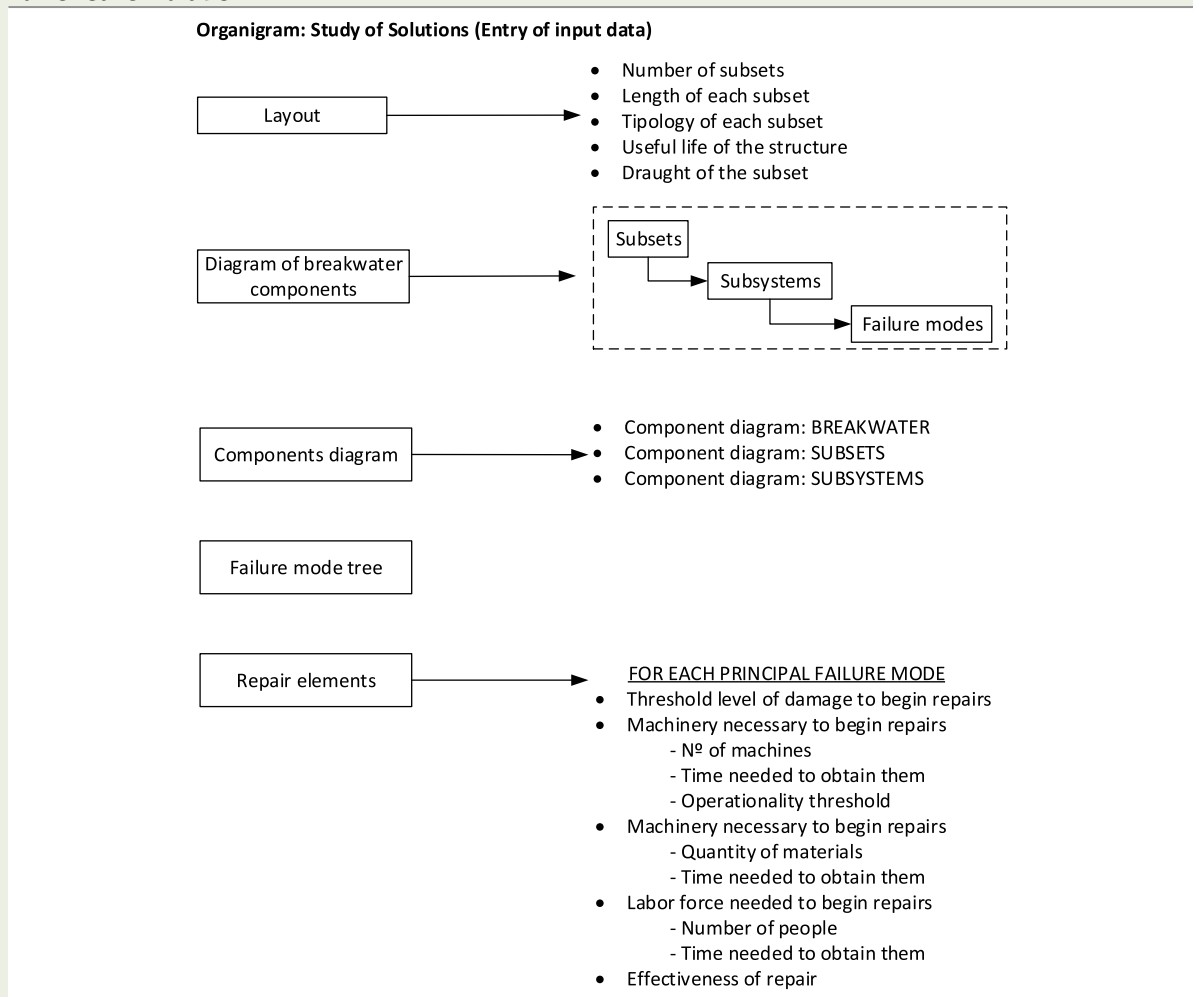 Organigram: Study of Solutions (Entry of input data)
Layout
• Number of subsets
• Length of each subset
• Tipology of each subset
• Useful life of the structure
• Draught of the subset
Diagram of breakwater
components
Subsets
Subsystems
Failure modes
Components diagram
• Component diagram: BREAKWATER
• Component diagram: SUBSETS
• Component diagram: SUBSYSTEMS
Failure mode tree
Repair elements
FOR EACH PRINCIPAL FAILURE MODE
• Threshold level of damage to begin repairs
• Machinery necessary to begin repairs
- Nº of machines
- Time needed to obtain them
- Operationality threshold
• Machinery necessary to begin repairs
- Quantity of materials
- Time needed to obtain them
• Labor force needed to begin repairs
- Number of people
- Time needed to obtain them
• Effectiveness of repair